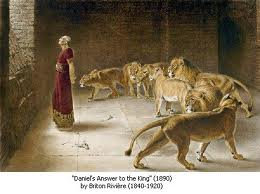 "Daniel's Answer to the King" (1890)
by Briton Rivière (1840-1920)